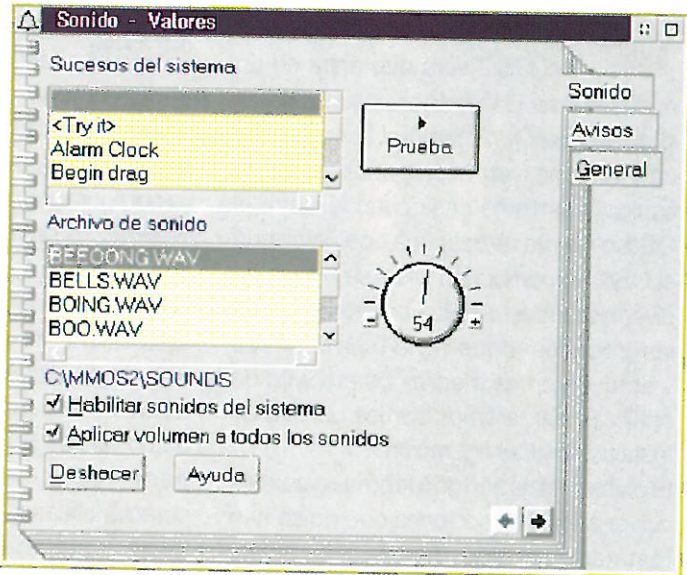 Sonido - Valores
Sucesos del sistema
<Try it>
Alarm Clock
Begin drag
Prueba
Archivo de sonido
BEEOONG.WAV
BELLS.WAV
BOING.WAV
BOO.WAV
54
C:\MMOS2\SOUNDS
Habilitar sonidos del sistema
Aplicar volumen a todos los sonidos
Deshacer
Ayuda
Sonido
Avisos
General